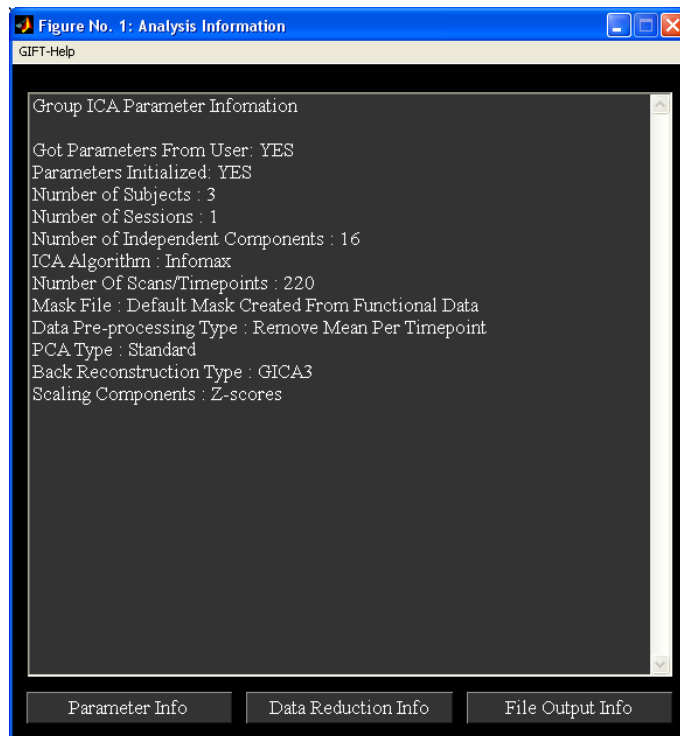 Figure No. 1: Analysis Information
GIFT-Help
Group ICA Parameter Infomation
Got Parameters From User: YES
Parameters Initialized: YES
Number of Subjects : 3
Number of Sessions : 1
Number of Independent Components : 16
ICA Algorithm : Infomax
Number Of Scans/Timepoints : 220
Mask File : Default Mask Created From Functional Data
Data Pre-processing Type : Remove Mean Per Timepoint
PCA Type : Standard
Back Reconstruction Type : GICA3
Scaling Components : Z-scores
Parameter Info Data Reduction Info File Output Info